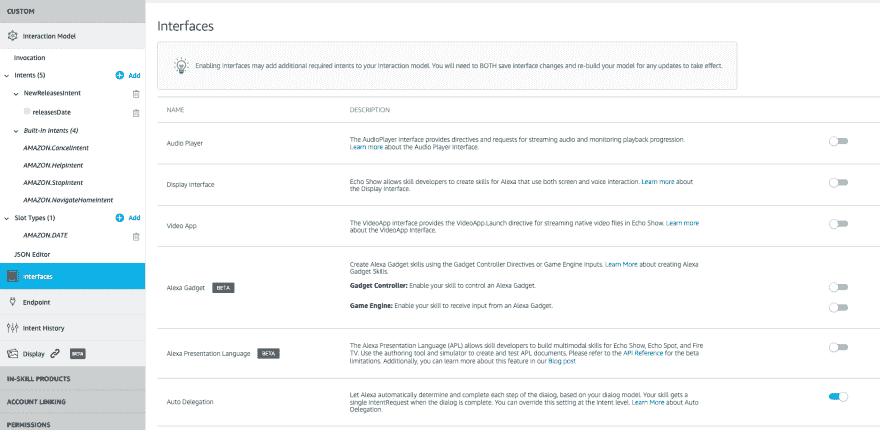 CUSTOM
Interaction Model
Invocation
Intents (5)
Add
NewReleasesIntent
releasesDate
Built-In Intents (4)
AMAZON.CancelIntent
AMAZON.HelpIntent
AMAZON.StopIntent
AMAZON.NavigateHomeIntent
Slot Types (1)
Add
AMAZON.DATE
JSON Editor
Interfaces
Endpoint
Intent History
Display
BETA
IN-SKILL PRODUCTS
ACCOUNT LINKING
PERMISSIONS
Interfaces
Enabling interfaces may add additional required intents to your interaction model. You will need to BOTH save interface changes and re-build your model for any updates to take effect.
NAME
DESCRIPTION
Audio Player
The AudioPlayer interface provides directives and requests for streaming audio and monitoring playback progression.
Learn more about the Audio Player Interface.
Display Interface
Echo Show allows skill developers to create skills for Alexa that use both screen and voice interaction. Learn more about
the Display Interface.
Video App
The VideoApp interface provides the VideoApp.Launch directive for streaming native video files in Echo Show. Learn more
about the VideoApp Interface.
Alexa Gadget
BETA
Create Alexa Gadget skills using the Gadget Controller Directives or Game Engine Inputs. Learn More about creating Alexa
Gadget Skills.
Gadget Controller: Enable your skill to control an Alexa Gadget.
Game Engine: Enable your skill to receive input from an Alexa Gadget.
Alexa Presentation Language
BETA
The Alexa Presentation Language (APL) allows skill developers to build multimodal skills for Echo Show, Echo Spot, and Fire
TV. Use the authoring tool and simulator to create and test APL documents. Please refer to the API Reference for the beta
limitations. Additionally, you can learn more about this feature in our Blog post
Auto Delegation
Let Alexa automatically determine and complete each step of the dialog, based on your dialog model. Your skill gets a
single IntentRequest when the dialog is complete. You can override this setting at the intent level. Learn More about Auto
Delegation.